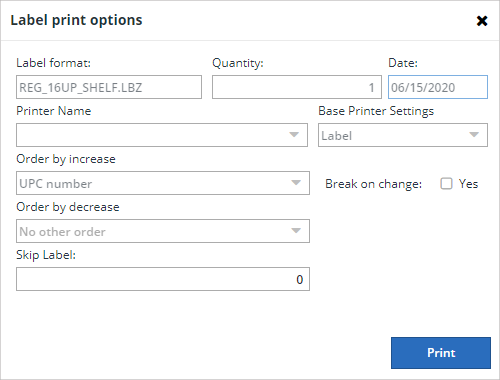 Label print options
Label format: Quantity: Date:
REG_16UP_SHELF.LBZ 1 06/15/2020
Printer Name Base Printer Settings
Label
Order by increase
UPC number Break on change: Yes
Order by decrease
No other order
Skip Label:
0
Print